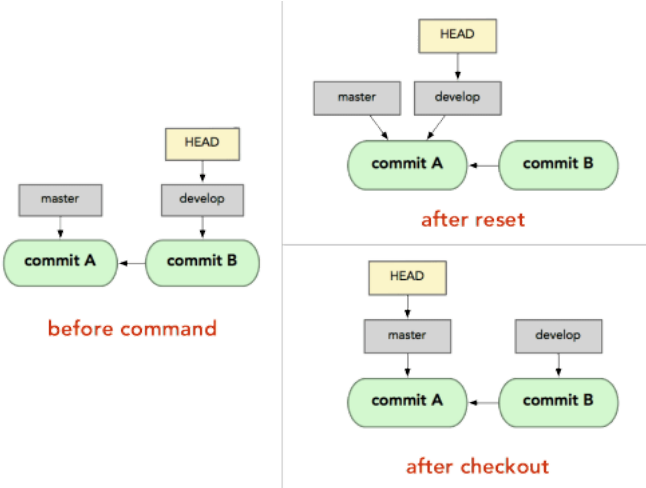 HEAD
master
develop
commit A
commit B
before command
HEAD
master
develop
commit A
commit B
after reset
HEAD
master
develop
commit A
commit B
after checkout